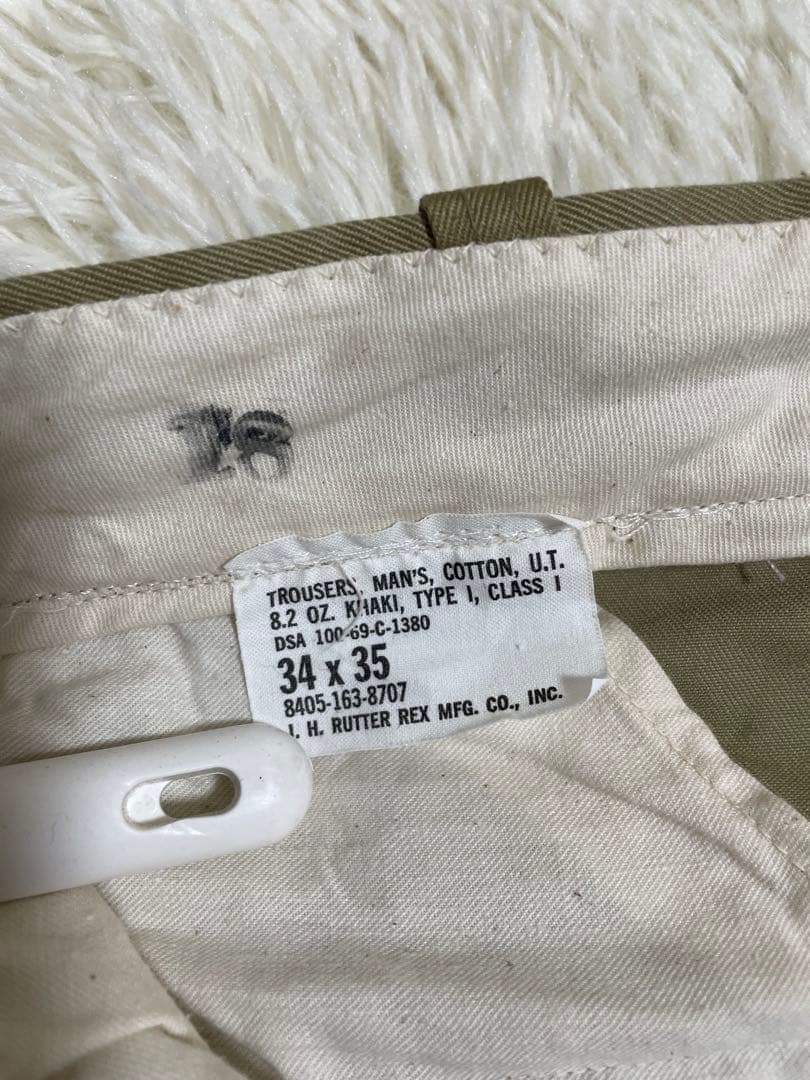 18
TROUSERS, MAN'S, COTTON, U.T.
8.2 OZ. KHAKI, TYPE I, CLASS I
DSA 100-69-C-1380
34 x 35
8405-163-8707
J. H. RUTTER REX MFG. CO., INC.